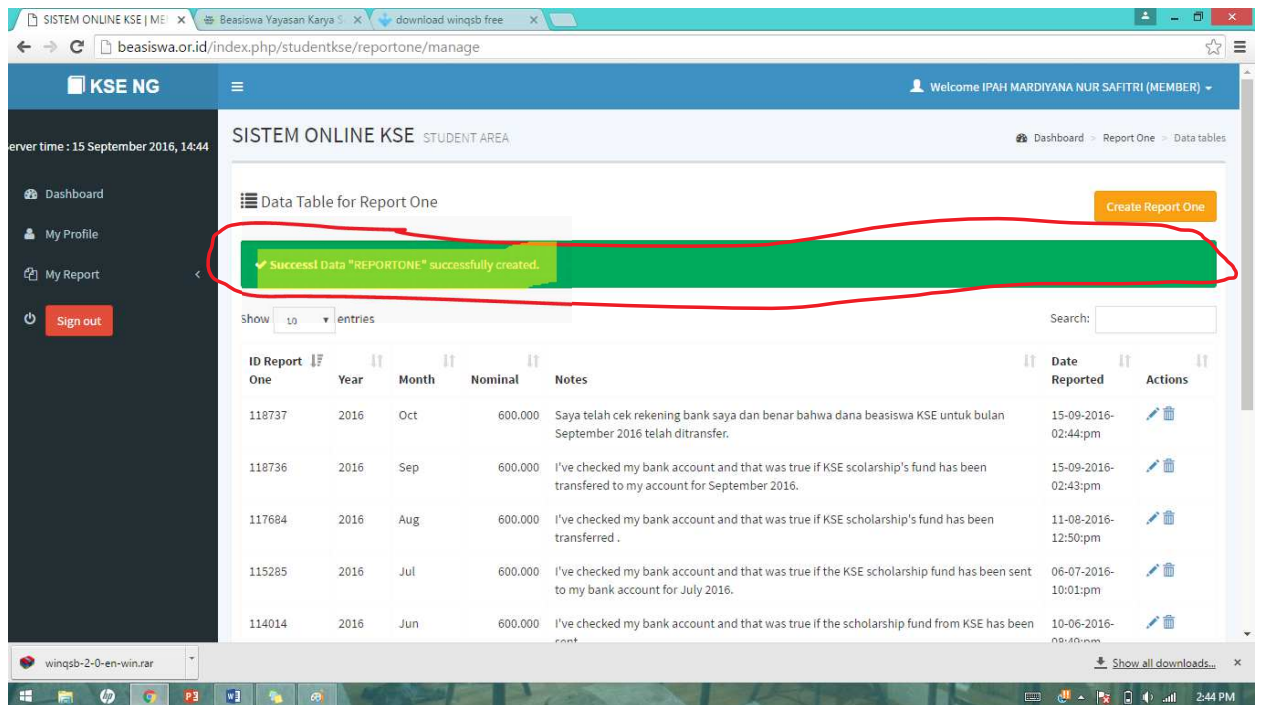 SISTEM ONLINE KSE | ME
Beasiswa Yayasan Karya S
download winqsb free
beasiswa.or.id/index.php/studentkse/reportone/manage
KSE NG
Welcome IPAH MARDIYANA NUR SAFITRI (MEMBER)
erver time : 15 September 2016, 14:44
SISTEM ONLINE KSE STUDENT AREA
Dashboard > Report One > Data tables
Dashboard
My Profile
My Report
Sign out
Data Table for Report One
Create Report One
Success! Data "REPORTONE" successfully created.
Show 10 entries
Search:
ID Report One Year Month Nominal Notes Date Reported Actions
118737 2016 Oct 600.000 Saya telah cek rekening bank saya dan benar bahwa dana beasiswa KSE untuk bulan 15-09-2016-
September 2016 telah ditransfer. 02:44:pm
118736 2016 Sep 600.000 I've checked my bank account and that was true if KSE scolarship's fund has been 15-09-2016-
transfered to my account for September 2016. 02:43:pm
117684 2016 Aug 600.000 I've checked my bank account and that was true if KSE scholarship's fund has been 11-08-2016-
transferred . 12:50:pm
115285 2016 Jul 600.000 I've checked my bank account and that was true if the KSE scholarship fund has been sent 06-07-2016-
to my bank account for July 2016. 10:01:pm
114014 2016 Jun 600.000 I've checked my bank account and that was true if the scholarship fund from KSE has been 10-06-2016-
winqsb-2-0-en-win.rar
Show all downloads...
2:44 PM